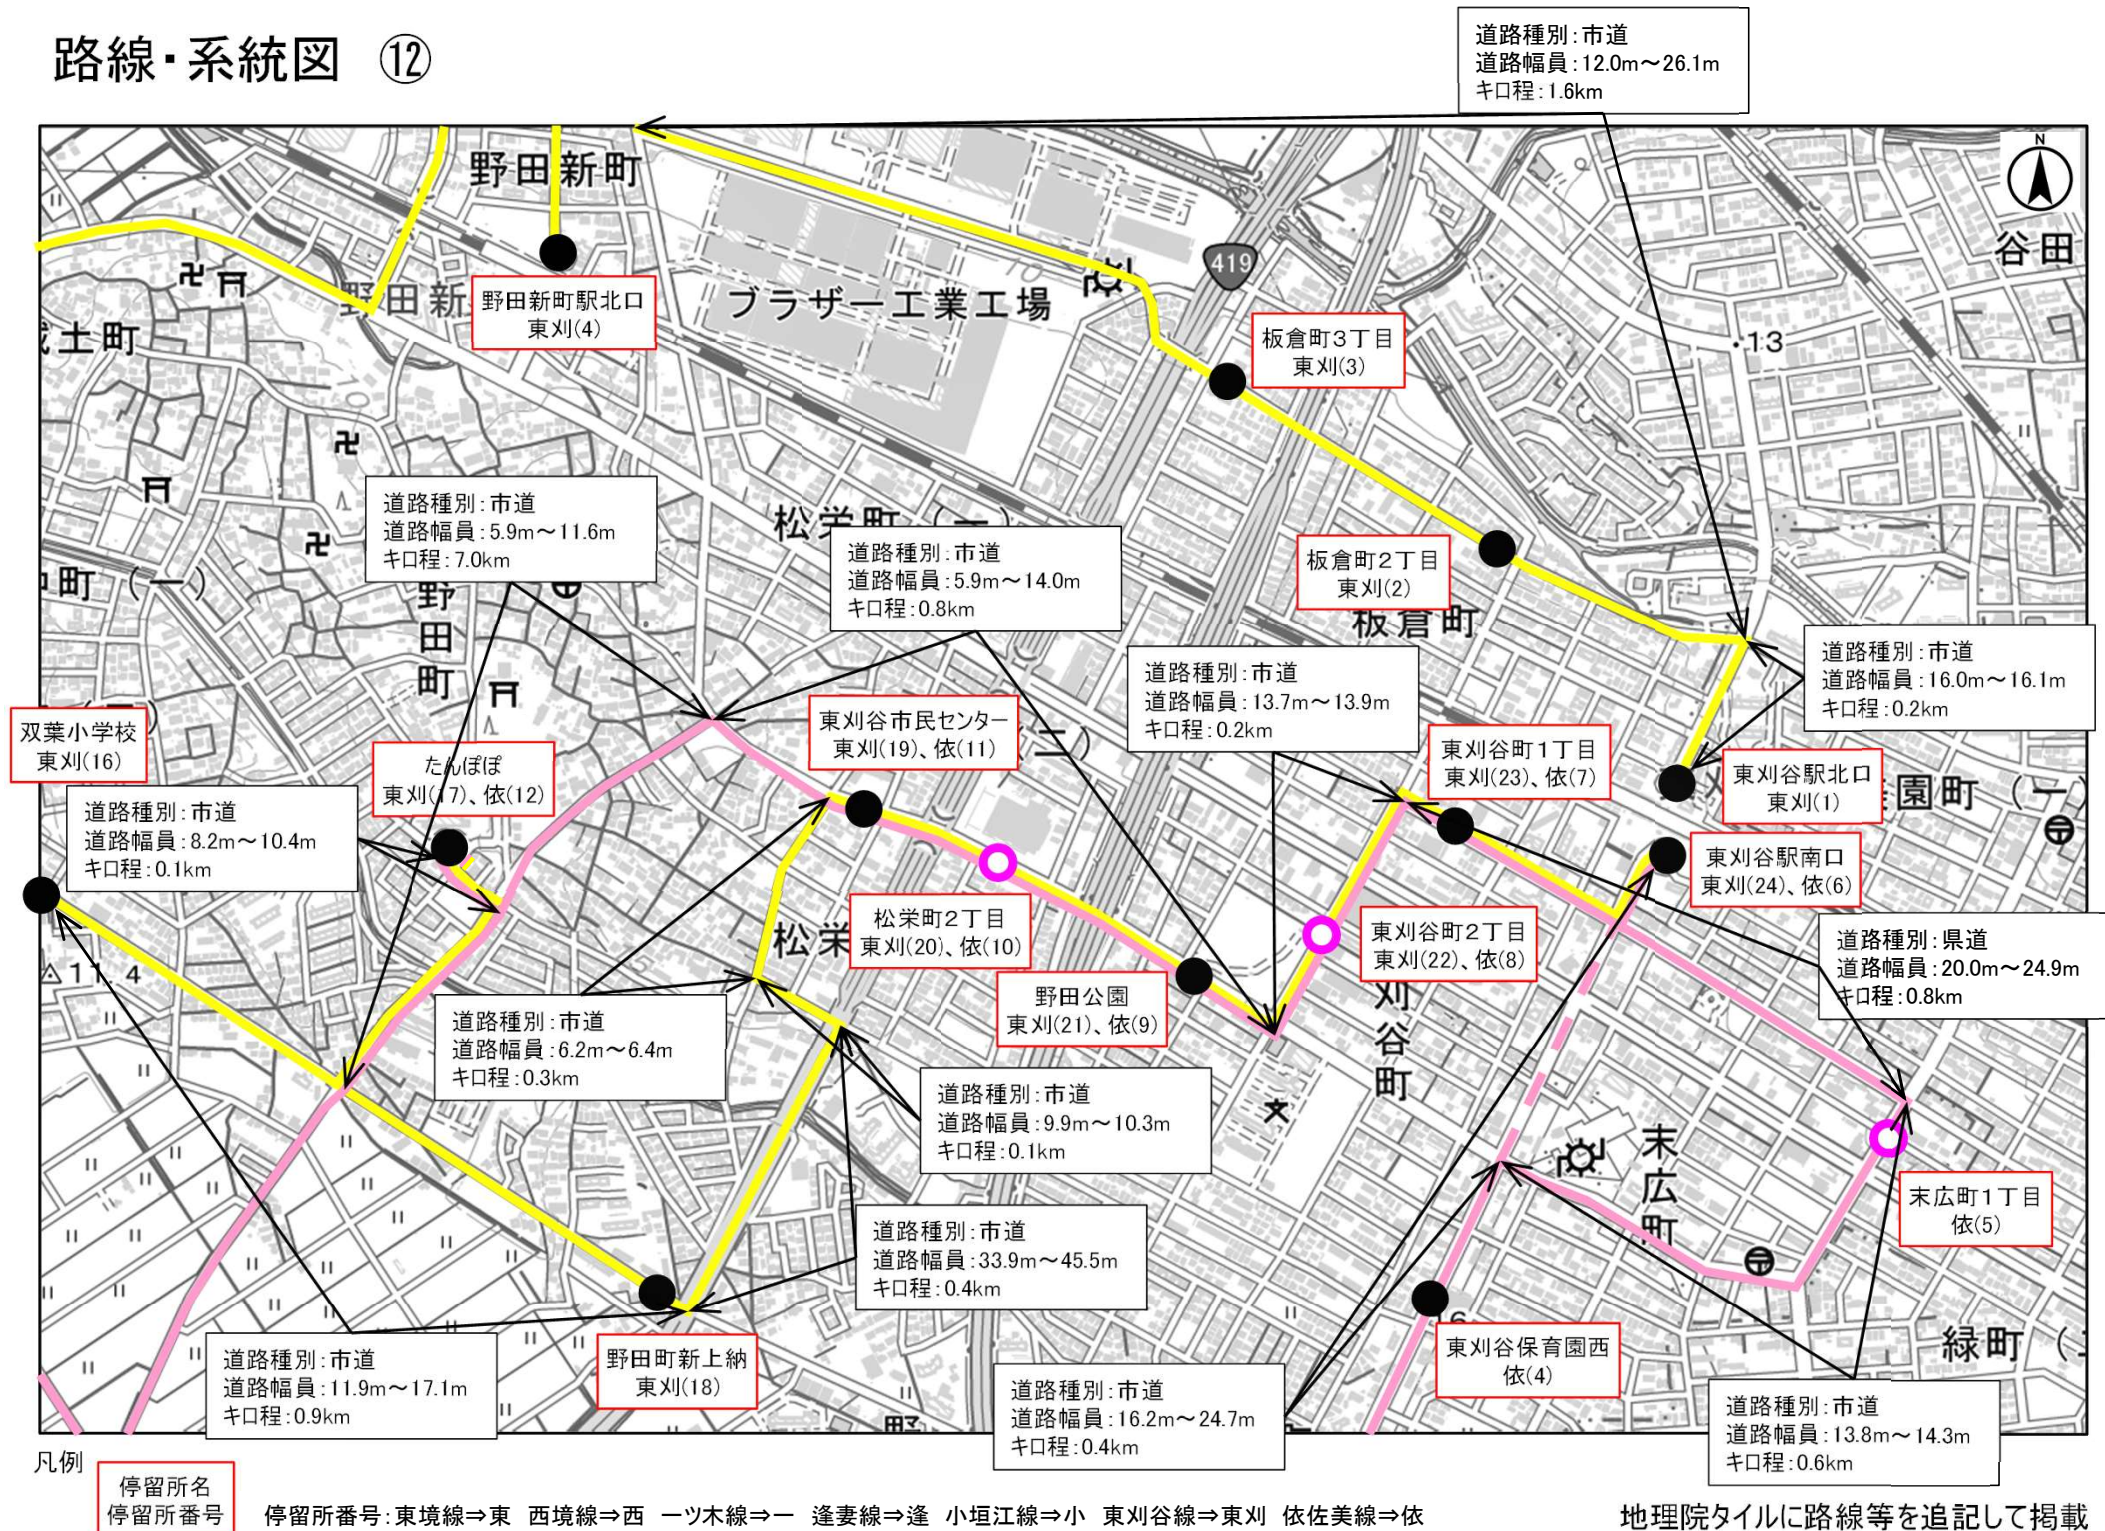 路線・系統図　⑫
道路種別:市道
道路幅員:12.0m～26.1m
キロ程:1.6km
N
野田新町
谷田
419
ブラザー工業工場
野田新
野田新町駅北口
東刈(4)
土町
板倉町3丁目
東刈(3)
・13
道路種別:市道
道路幅員:5.9m～11.6m
キロ程:7.0km
松栄町(一)
道路種別:市道
道路幅員:5.9m～14.0m
キロ程:0.8km
板倉町2丁目
東刈(2)
板倉町
町(一)
野田町
道路種別:市道
道路幅員:16.0m～16.1m
キロ程:0.2km
道路種別:市道
道路幅員:13.7m～13.9m
キロ程:0.2km
双葉小学校
東刈(16)
東刈谷市民センター
東刈(19)、依(11)
二)
東刈谷町1丁目
東刈(23)、依(7)
たんぽぽ
東刈(17)、依(12)
東刈谷駅北口
東刈(1)
園町(一)
道路種別:市道
道路幅員:8.2m～10.4m
キロ程:0.1km
東刈谷駅南口
東刈(24)、依(6)
松栄町2丁目
東刈(20)、依(10)
松栄
東刈谷町2丁目
東刈(22)、依(8)
道路種別:県道
道路幅員:20.0m～24.9m
キロ程:0.8km
△11.4
野田公園
東刈(21)、依(9)
刈谷町
道路種別:市道
道路幅員:6.2m～6.4m
キロ程:0.3km
道路種別:市道
道路幅員:9.9m～10.3m
キロ程:0.1km
文
末広町
末広町1丁目
依(5)
道路種別:市道
道路幅員:33.9m～45.5m
キロ程:0.4km
道路種別:市道
道路幅員:11.9m～17.1m
キロ程:0.9km
野田町新上納
東刈(18)
東刈谷保育園西
依(4)
緑町(
道路種別:市道
道路幅員:16.2m～24.7m
キロ程:0.4km
道路種別:市道
道路幅員:13.8m～14.3m
キロ程:0.6km
凡例
停留所名
停留所番号
停留所番号:東境線⇒東　西境線⇒西　一ツ木線⇒一　逢妻線⇒逢　小垣江線⇒小　東刈谷線⇒東刈　依佐美線⇒依
地理院タイルに路線等を追記して掲載